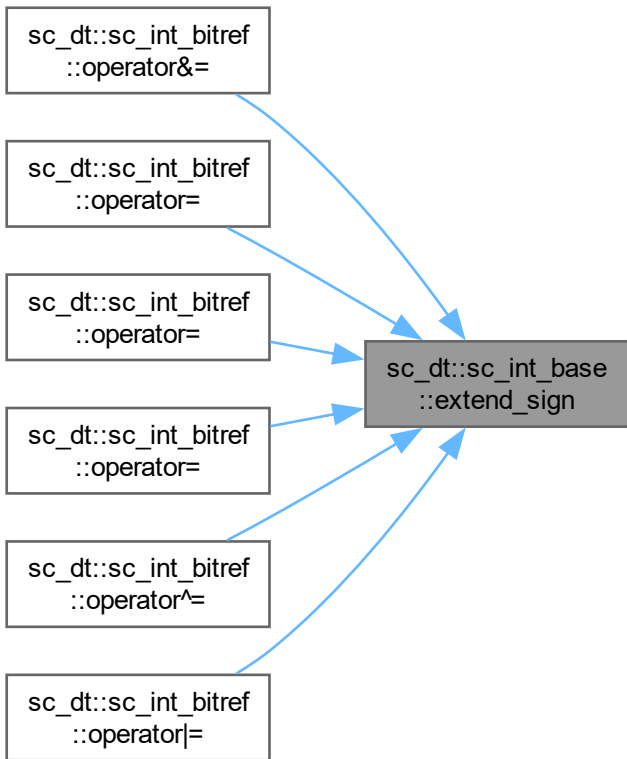 sc_dt::sc_int_bitref
::operator&=
sc_dt::sc_int_bitref
::operator=
sc_dt::sc_int_bitref
::operator=
sc_dt::sc_int_base
::extend_sign
sc_dt::sc_int_bitref
::operator=
sc_dt::sc_int_bitref
::operator^=
sc_dt::sc_int_bitref
::operator|=